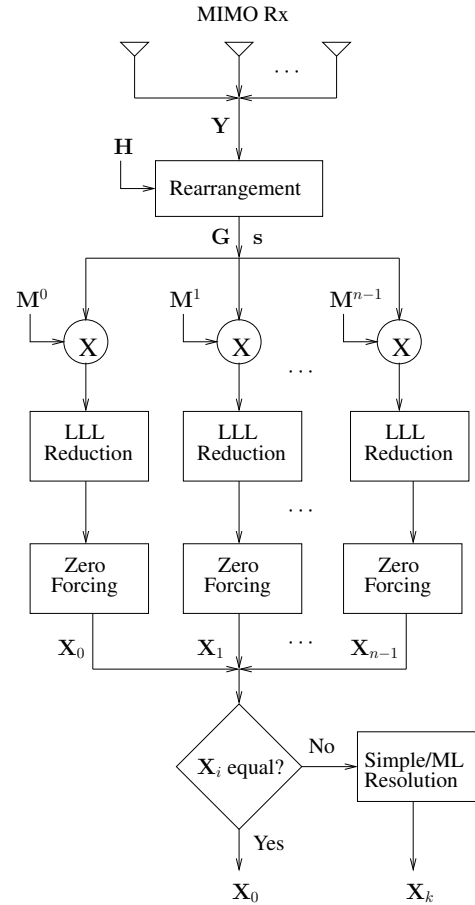 MIMO Rx
. . .
Y
H
Rearrangement
G s
M⁰ M¹ Mⁿ⁻¹
X X X
. . .
LLL Reduction LLL Reduction LLL Reduction
. . .
Zero Forcing Zero Forcing Zero Forcing
X₀ X₁ . . . Xₙ₋₁
Xᵢ equal?
No
Simple/ML
Resolution
Yes
X₀ Xₖ